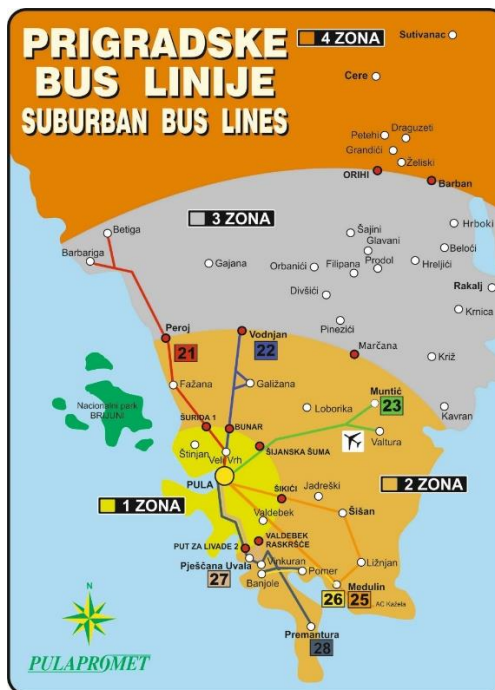 PRIGRADSKE
BUS LINIJE
SUBURBAN BUS LINES
4 ZONA
Sutivanac
Cere
Petehi
Draguzeti
Grandići
Želiski
ORIHI
Barban
3 ZONA
Betiga
Barbariga
Gajana
Šajini
Glavani
Orbanići
Filipana
Prodol
Hreljići
Hrboki
Beloći
Rakalj
Divšići
Krnica
Pinezići
Peroj
21
Vodnjan
22
Marčana
Križ
Fažana
Galižana
Muntić
23
Loborika
Kavran
Nacionalni park
BRIJUNI
ŠURIDA 1
BUNAR
Valtura
Štinjan
Veli Vrh
ŠIJANSKA ŠUMA
PULA
1 ZONA
ŠIKIĆI
Jadreški
2 ZONA
Valdebek
Šišan
PUT ZA LIVADE 2
VALDEBEK
RASKRŠĆE
Pješčana Uvala
27
Vinkuran
Banjole
Pomer
Ližnjan
Medulin
26
25
AC Kažela
Premantura
28
N
PULAPROMET